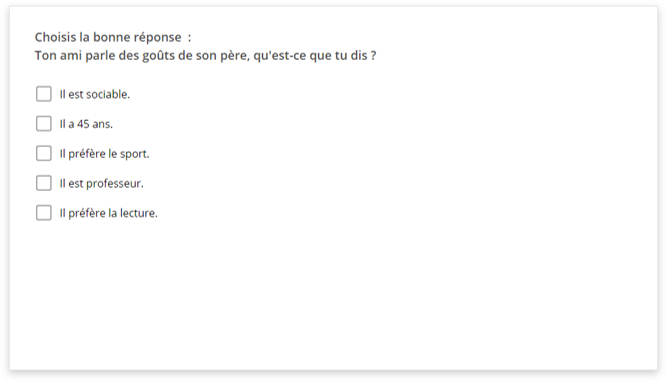 Choisis la bonne réponse :
Ton ami parle des goûts de son père, qu'est-ce que tu dis ?
Il est sociable.
Il a 45 ans.
Il préfère le sport.
Il est professeur.
Il préfère la lecture.